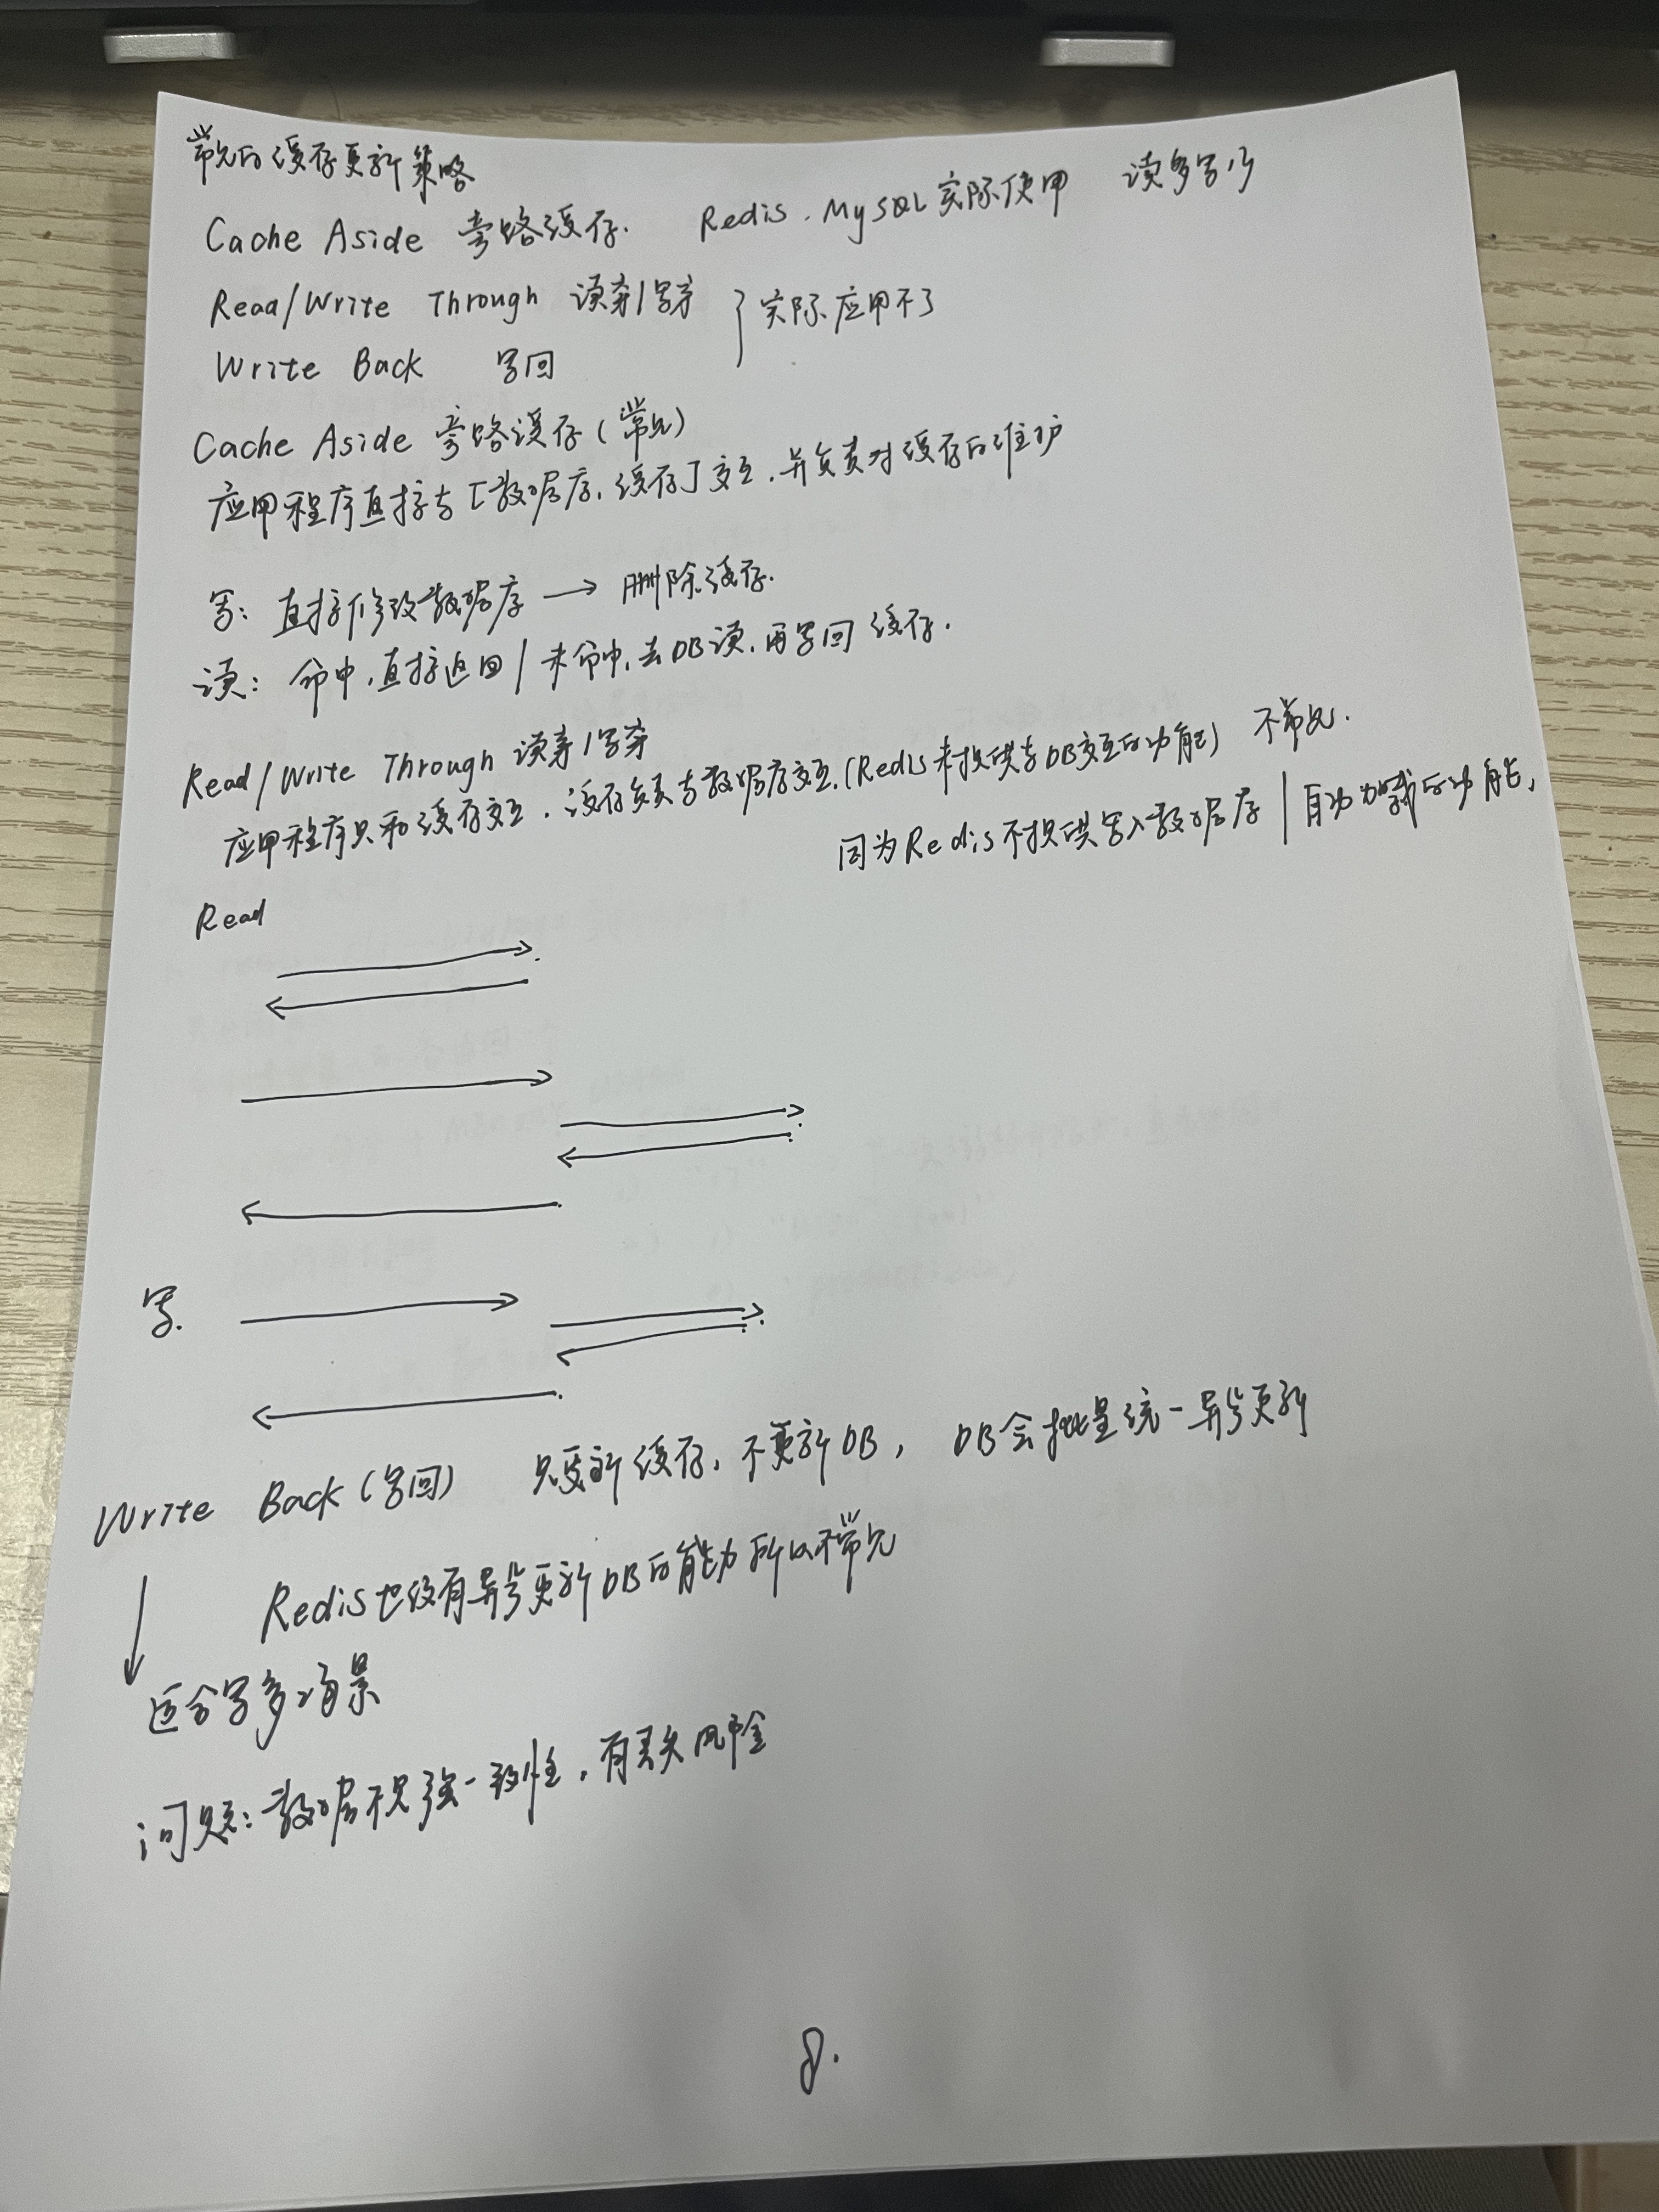 常见的缓存更新策略
Cache Aside 旁路缓存. Redis、MySQL实际使用 读多写少
Read/Write Through 读穿/写穿 } 实际应用不了
Write Back 写回
Cache Aside 旁路缓存(常见)
应用程序直接与[数据库、缓存]交互,并负责对缓存的维护
写: 直接修改数据库 → 删除缓存.
读: 命中,直接返回/未命中,去DB读,再写回缓存.
Read/Write Through 读穿/写穿
应用程序只和缓存交互,缓存负责与数据库交互.(Redis未提供与DB交互的功能) 不常见.
因为Redis不提供写入数据库/自动加载的功能,
Read
写.
Write Back(写回) 只更新缓存,不更新DB, DB会批量统一异步更新
Redis也没有异步更新DB的能力所以不常见
↓
适合写多场景
问题:数据不是强一致性,有丢失风险
8.